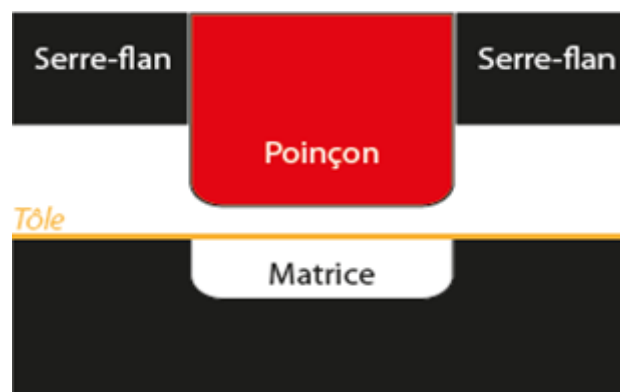 Serre-flan
Serre-flan
Poinçon
Tôle
Matrice